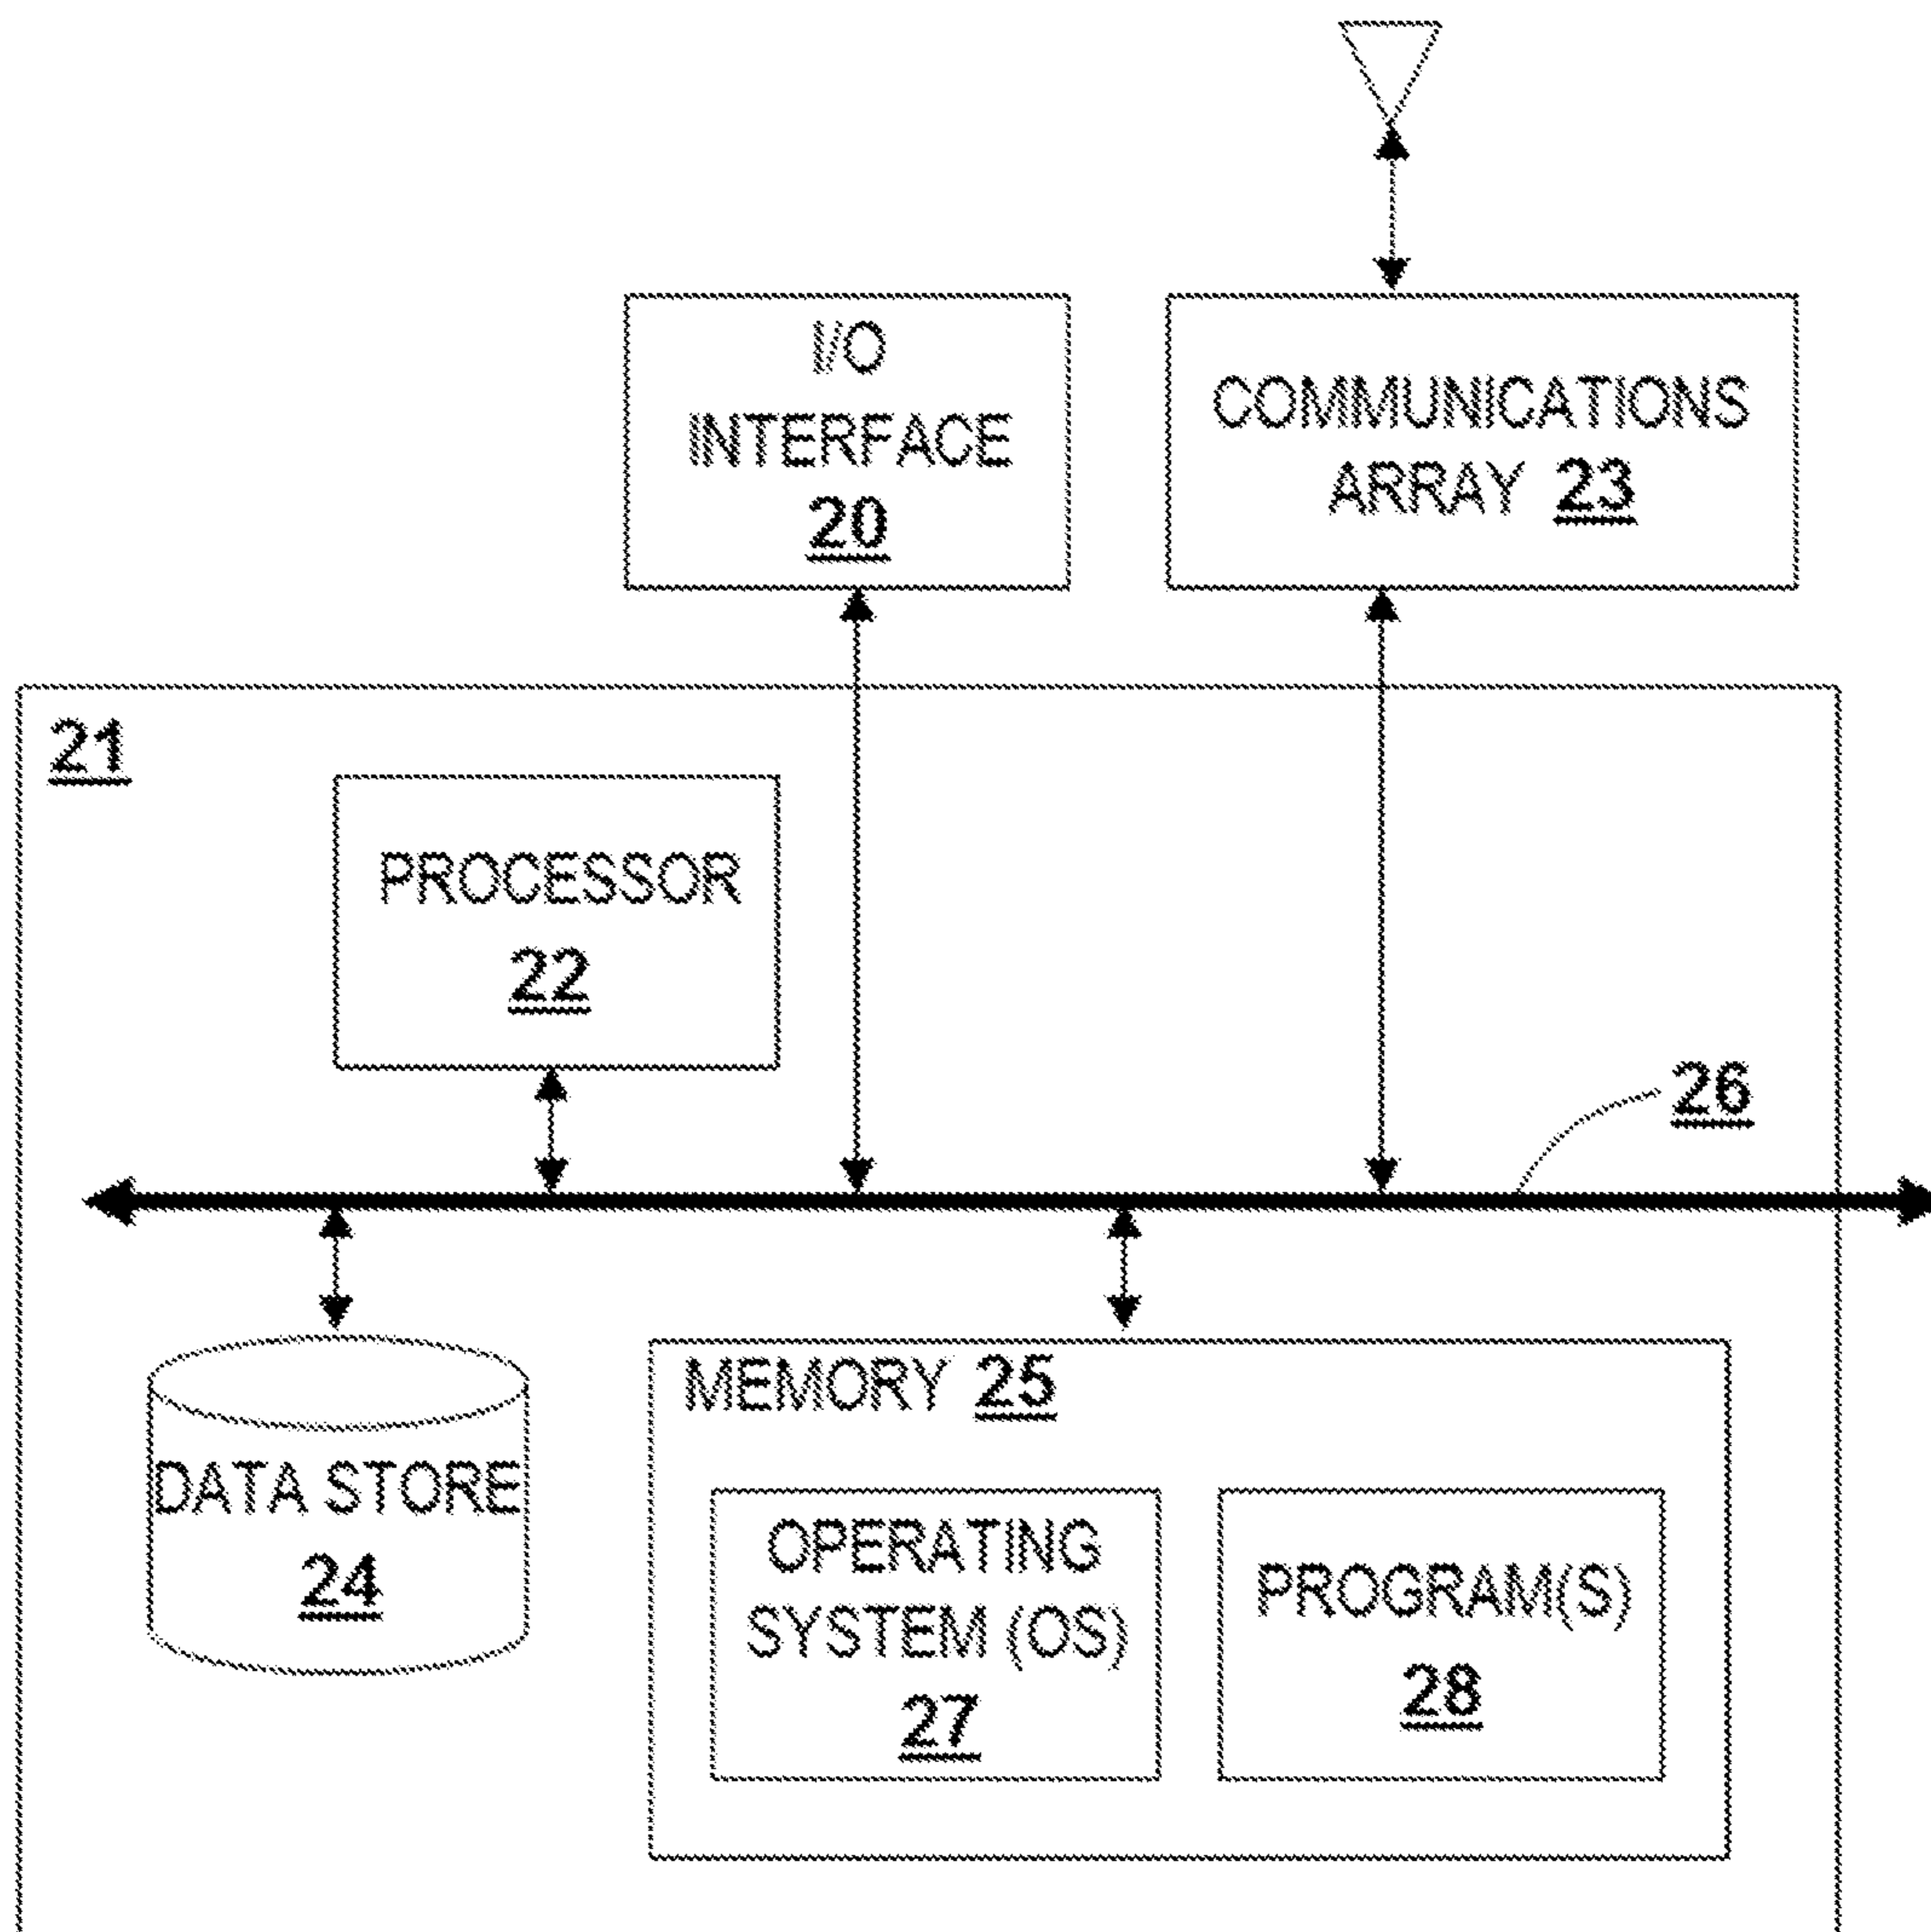 I/O
INTERFACE
20
COMMUNICATIONS
ARRAY 23
21
PROCESSOR
22
26
DATA STORE
24
MEMORY 25
OPERATING
SYSTEM (OS)
27
PROGRAM(S)
28